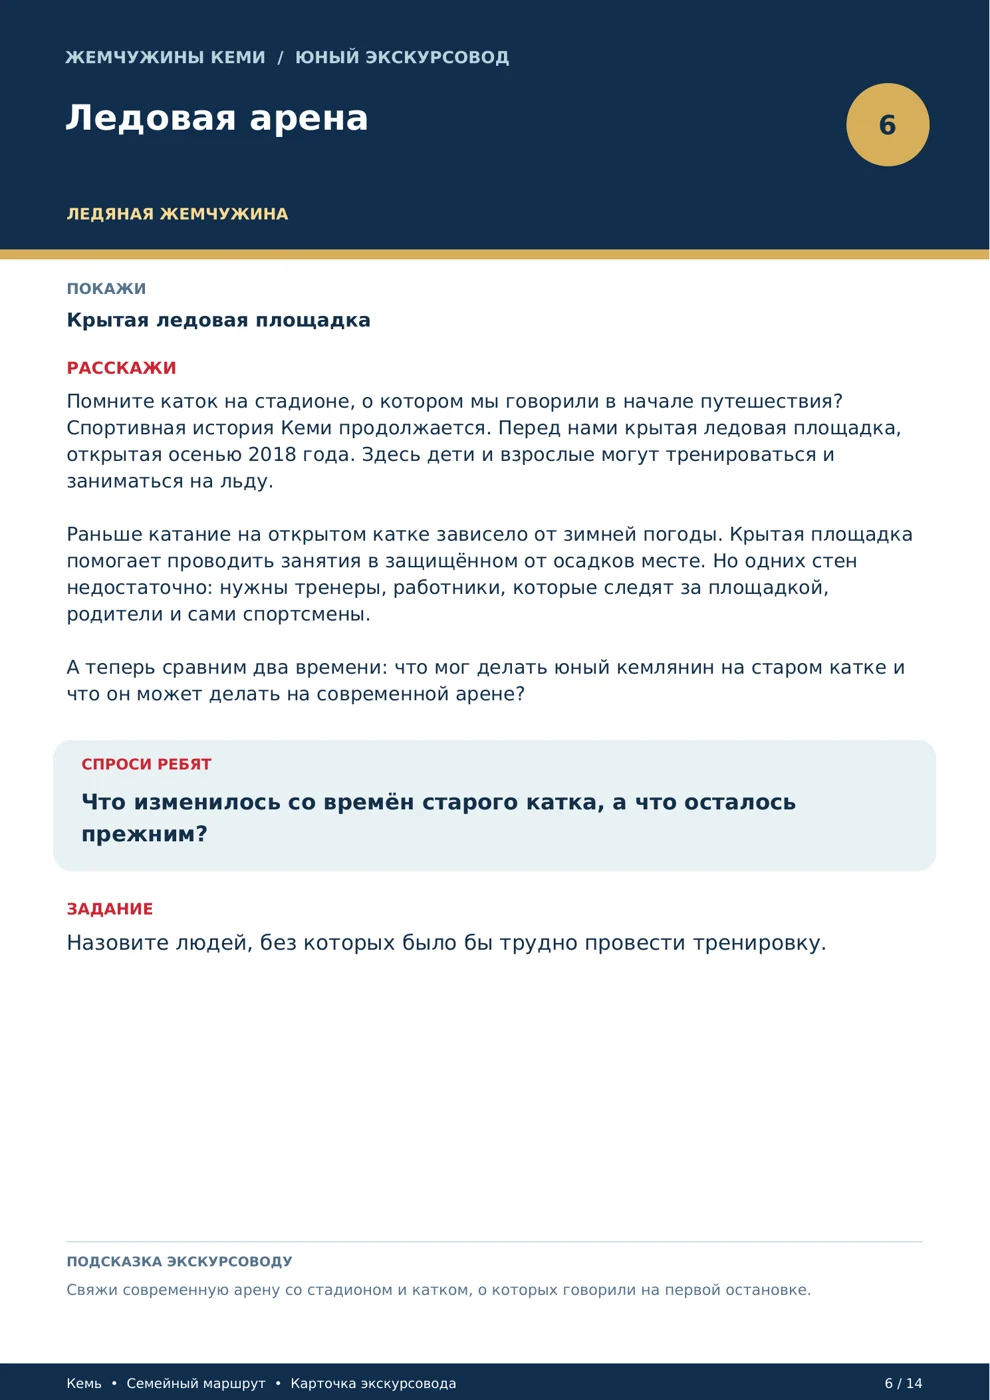 ЖЕМЧУЖИНЫ КЕМИ / ЮНЫЙ ЭКСКУРСОВОД
Ледовая арена
6
ЛЕДЯНАЯ ЖЕМЧУЖИНА
ПОКАЖИ
Крытая ледовая площадка
РАССКАЖИ
Помните каток на стадионе, о котором мы говорили в начале путешествия?
Спортивная история Кеми продолжается. Перед нами крытая ледовая площадка,
открытая осенью 2018 года. Здесь дети и взрослые могут тренироваться и
заниматься на льду.
Раньше катание на открытом катке зависело от зимней погоды. Крытая площадка
помогает проводить занятия в защищённом от осадков месте. Но одних стен
недостаточно: нужны тренеры, работники, которые следят за площадкой,
родители и сами спортсмены.
А теперь сравним два времени: что мог делать юный кемлянин на старом катке и
что он может делать на современной арене?
СПРОСИ РЕБЯТ
Что изменилось со времён старого катка, а что осталось
прежним?
ЗАДАНИЕ
Назовите людей, без которых было бы трудно провести тренировку.
ПОДСКАЗКА ЭКСКУРСОВОДУ
Свяжи современную арену со стадионом и катком, о которых говорили на первой остановке.
Кемь • Семейный маршрут • Карточка экскурсовода
6 / 14